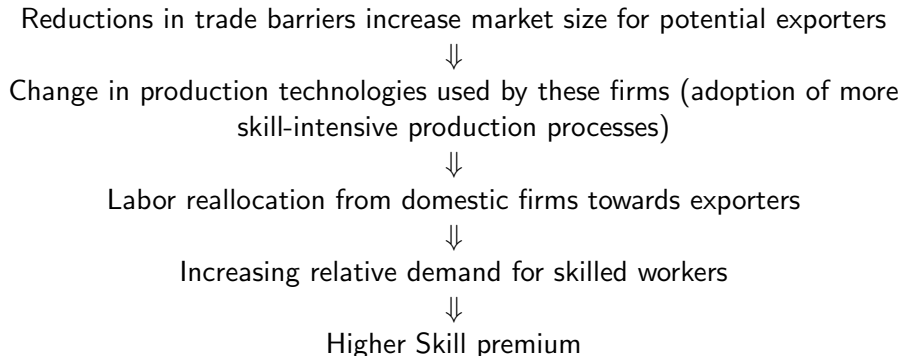 Reductions in trade barriers increase market size for potential exporters
⇓
Change in production technologies used by these firms (adoption of more
skill-intensive production processes)
⇓
Labor reallocation from domestic firms towards exporters
⇓
Increasing relative demand for skilled workers
⇓
Higher Skill premium